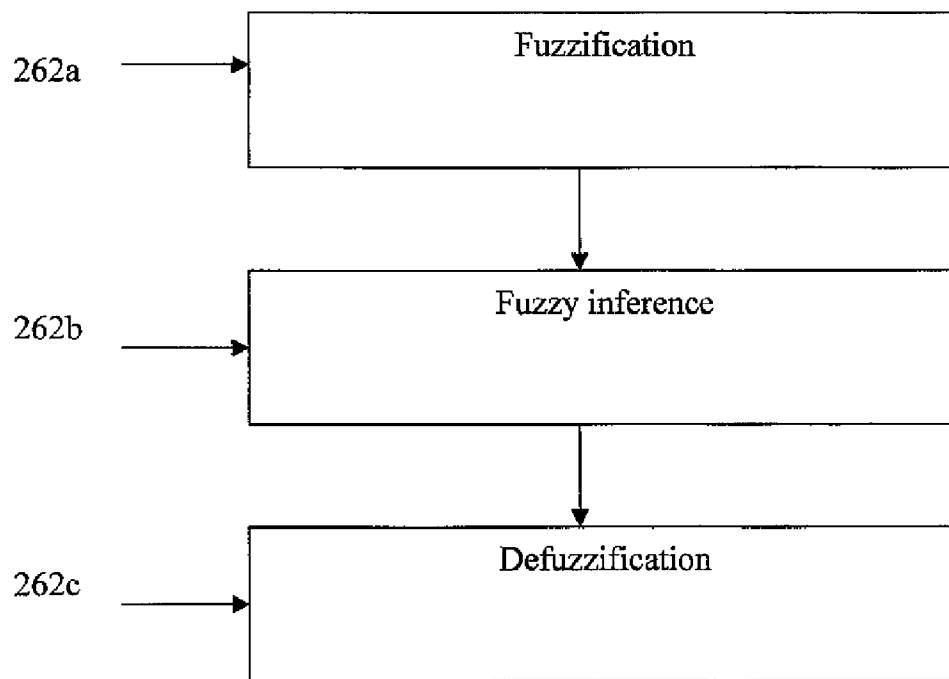 Fuzzification
262a
Fuzzy inference
262b
Defuzzification
262c